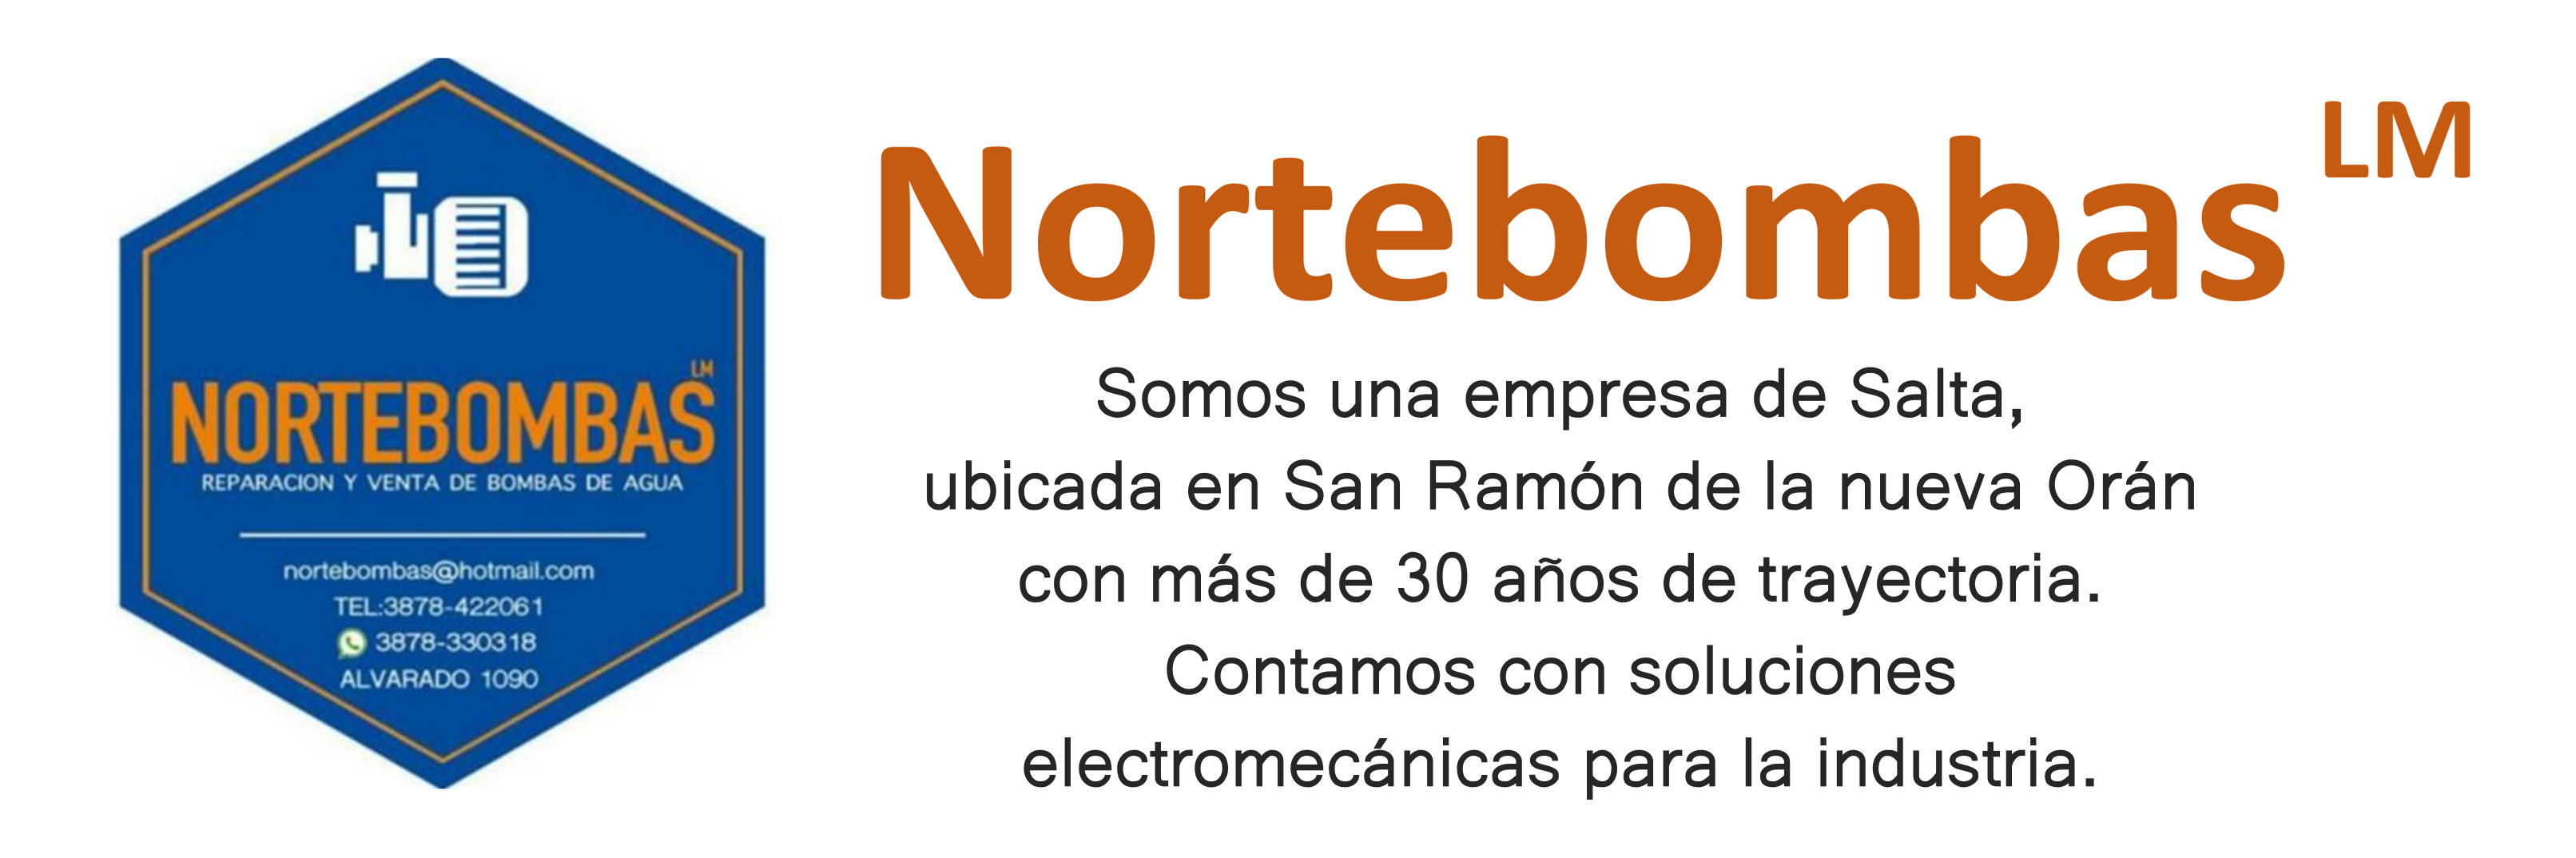 LM
NORTEBOMBAS
REPARACION Y VENTA DE BOMBAS DE AGUA
nortebombas@hotmail.com
TEL:3878-422061
3878-330318
ALVARADO 1090
Nortebombas LM
Somos una empresa de Salta,
ubicada en San Ramón de la nueva Orán
con más de 30 años de trayectoria.
Contamos con soluciones
electromecánicas para la industria.